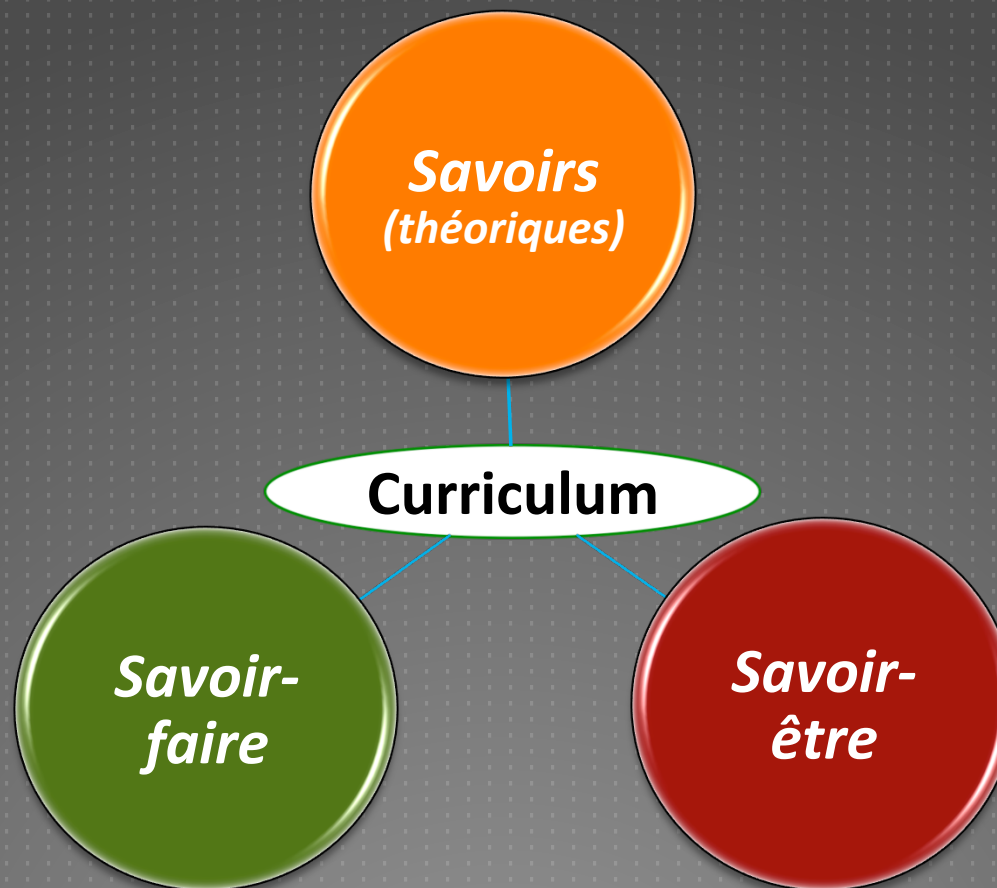 Savoirs
(théoriques)
Curriculum
Savoir-
faire
Savoir-
être